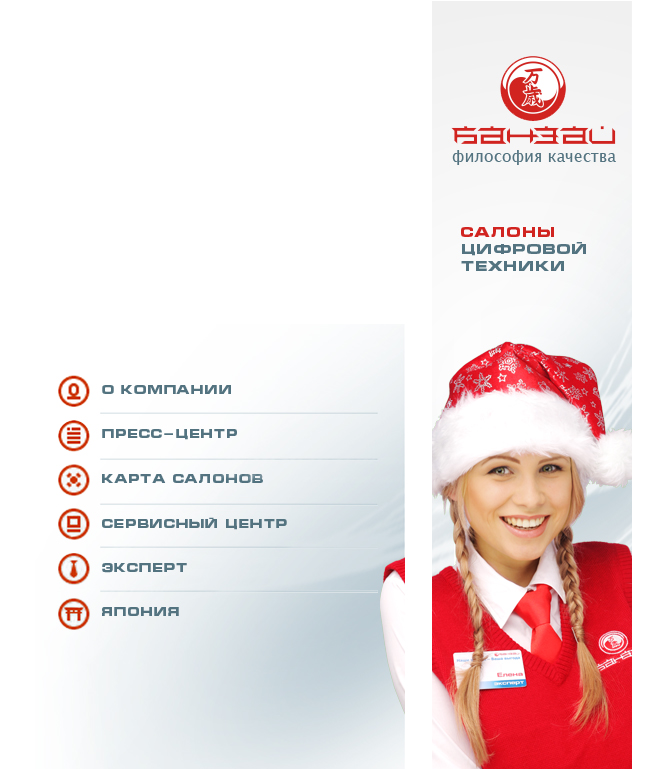 万
歳
БАНЗАЙ
философия качества
САЛОНЫ
ЦИФРОВОЙ
ТЕХНИКИ
О КОМПАНИИ
ПРЕСС-ЦЕНТР
КАРТА САЛОНОВ
СЕРВИСНЫЙ ЦЕНТР
ЭКСПЕРТ
ЯПОНИЯ
Елена
эксперт
БАНЗАЙ